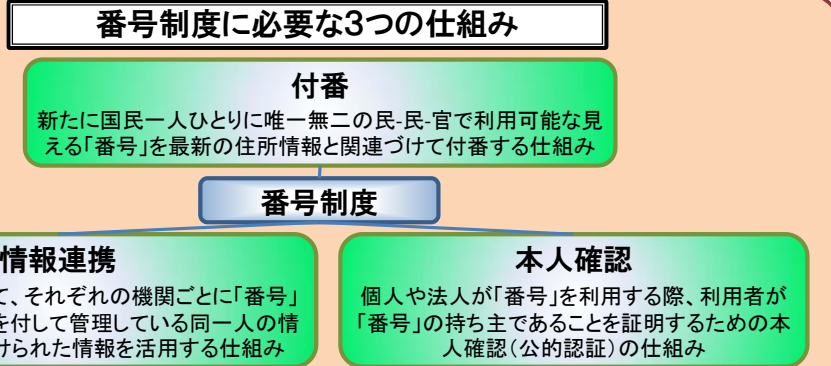 番号制度に必要な3つの仕組み
付番
新たに国民一人ひとりに唯一無二の民-民-官で利用可能な見
える「番号」を最新の住所情報と関連づけて付番する仕組み
番号制度
情報連携
て、それぞれの機関ごとに「番号」
を付して管理している同一人の情
けられた情報を活用する仕組み
本人確認
個人や法人が「番号」を利用する際、利用者が
「番号」の持ち主であることを証明するための本
人確認（公的認証）の仕組み